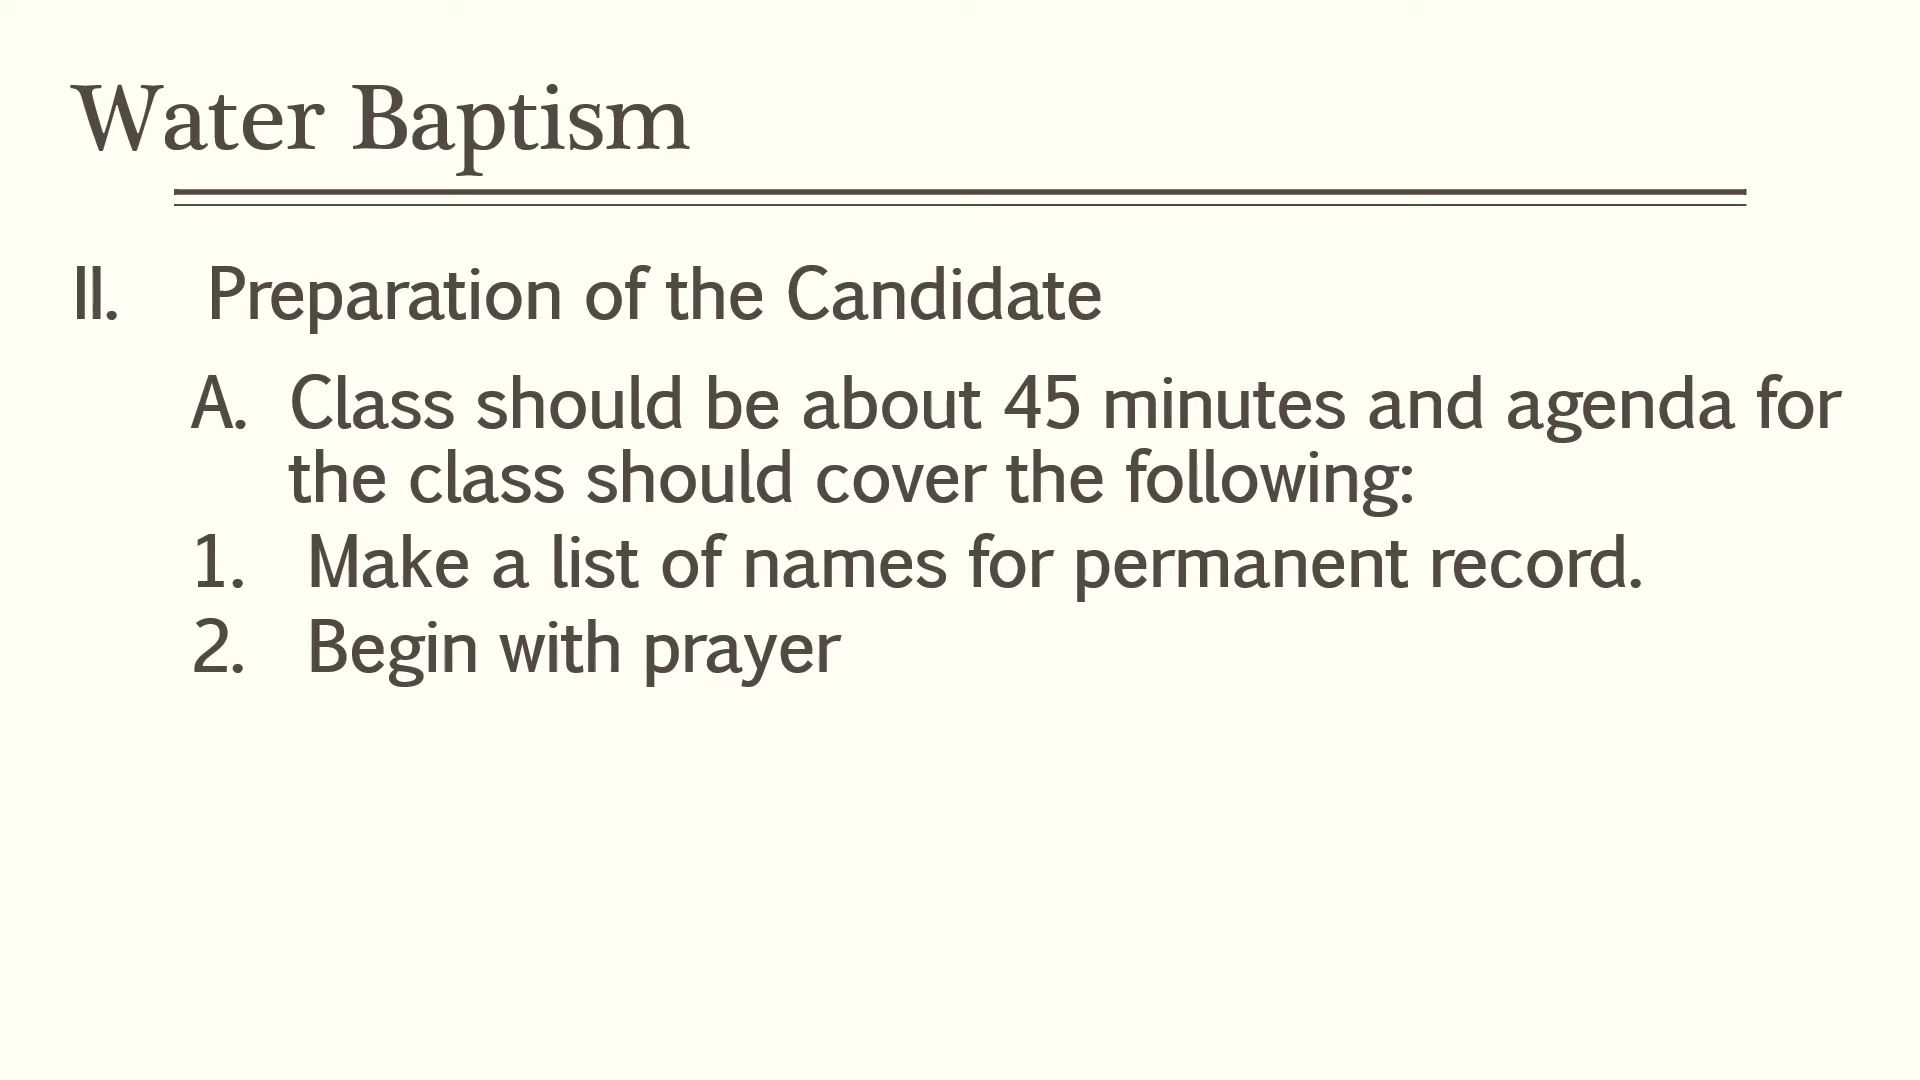 Water Baptism
II. Preparation of the Candidate
A. Class should be about 45 minutes and agenda for
the class should cover the following:
1. Make a list of names for permanent record.
2. Begin with prayer